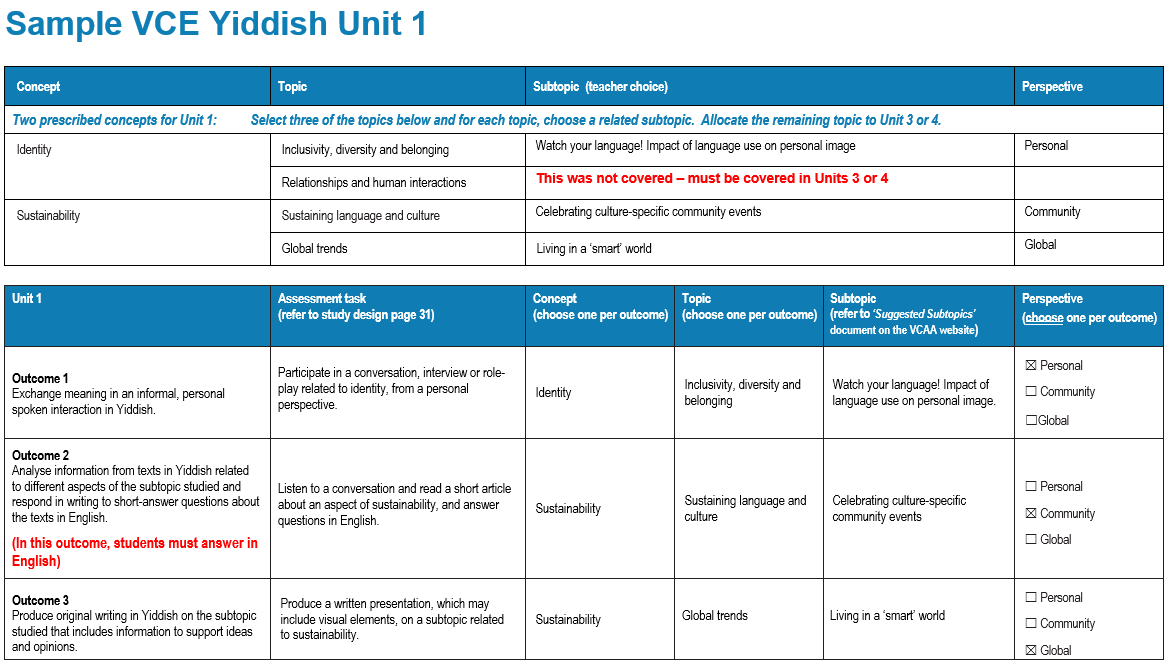 Sample VCE Yiddish Unit 1
Concept Topic Subtopic (teacher choice) Perspective
Two prescribed concepts for Unit 1: Select three of the topics below and for each topic, choose a related subtopic. Allocate the remaining topic to Unit 3 or 4.
Identity Inclusivity, diversity and belonging Watch your language! Impact of language use on personal image Personal
Relationships and human interactions This was not covered – must be covered in Units 3 or 4
Sustainability Sustaining language and culture Celebrating culture-specific community events Community
Global trends Living in a ‘smart’ world Global
Unit 1
Assessment task
(refer to study design page 31)
Concept
(choose one per outcome)
Topic
(choose one per outcome)
Subtopic
(refer to ‘Suggested Subtopics’
document on the VCAA website)
Perspective
(choose one per outcome)
Outcome 1
Exchange meaning in an informal, personal
spoken interaction in Yiddish.
Participate in a conversation, interview or role-
play related to identity, from a personal
perspective.
Identity
Inclusivity, diversity and
belonging
Watch your language! Impact of
language use on personal image.
☒ Personal
☐ Community
☐Global
Outcome 2
Analyse information from texts in Yiddish related
to different aspects of the subtopic studied and
respond in writing to short-answer questions about
the texts in English.
(In this outcome, students must answer in
English)
Listen to a conversation and read a short article
about an aspect of sustainability, and answer
questions in English.
Sustainability
Sustaining language and
culture
Celebrating culture-specific
community events
☐ Personal
☒ Community
☐ Global
Outcome 3
Produce original writing in Yiddish on the subtopic
studied that includes information to support ideas
and opinions.
Produce a written presentation, which may
include visual elements, on a subtopic related
to sustainability.
Sustainability
Global trends
Living in a ‘smart’ world
☐ Personal
☐ Community
☒ Global